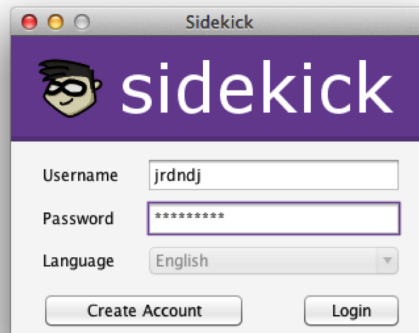 Sidekick
sidekick
Username jrdndj
Password *********
Language English
Create Account Login